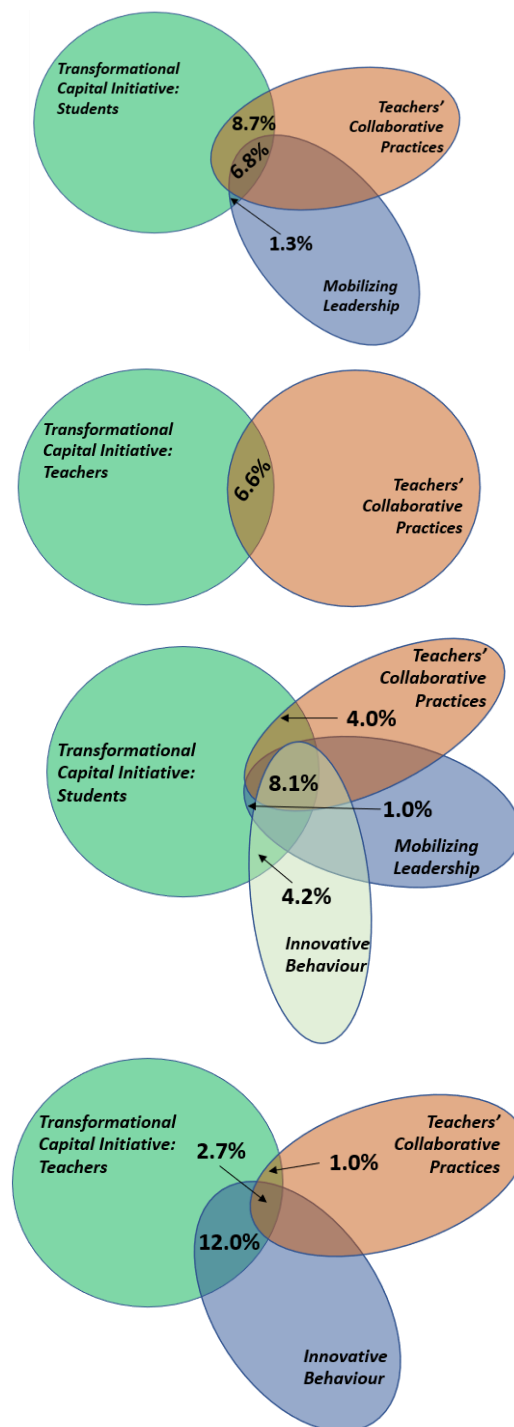 Transformational
Capital Initiative:
Students
8.7%
Teachers’
Collaborative
Practices
6.8%
1.3%
Mobilizing
Leadership
Transformational
Capital Initiative:
Teachers
6.6%
Teachers’
Collaborative
Practices
Teachers’
Collaborative
Practices
4.0%
Transformational
Capital Initiative:
Students
8.1%
1.0%
Mobilizing
Leadership
4.2%
Innovative
Behaviour
Transformational
Capital Initiative:
Teachers
2.7%
1.0%
Teachers’
Collaborative
Practices
12.0%
Innovative
Behaviour